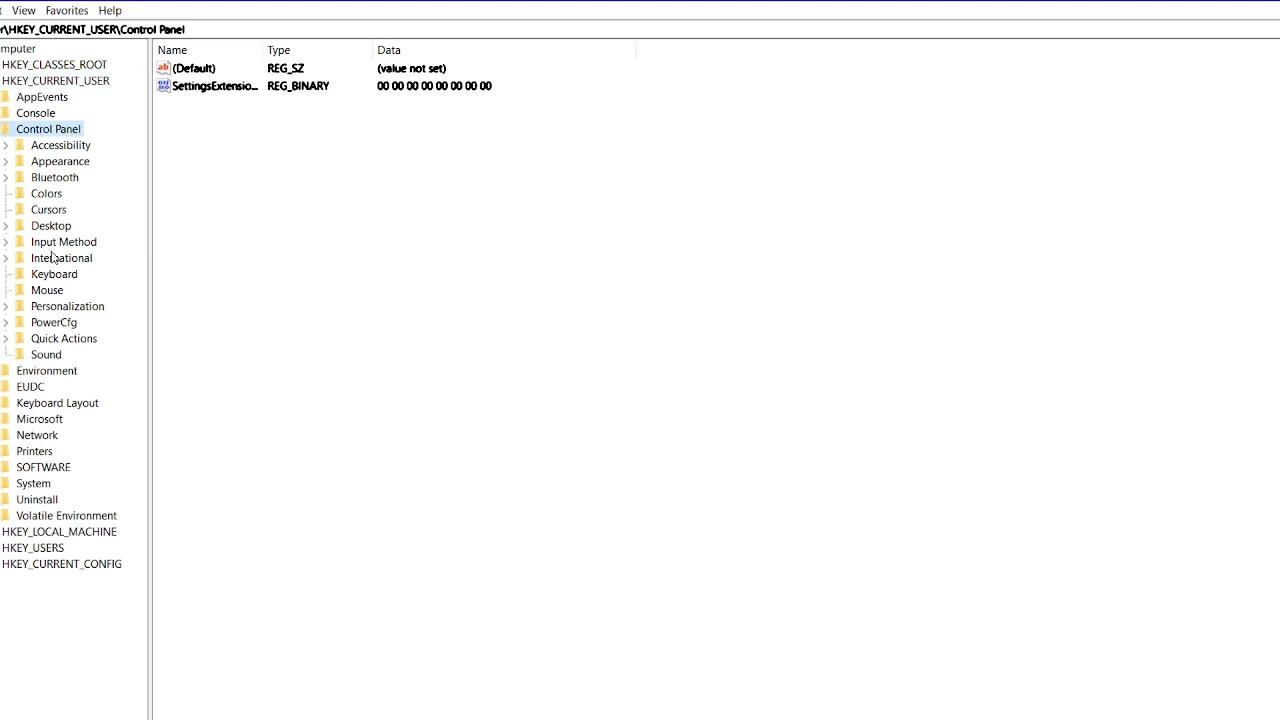 View Favorites Help
r\HKEY_CURRENT_USER\Control Panel
mputer
HKEY_CLASSES_ROOT
HKEY_CURRENT_USER
AppEvents
Console
Control Panel
Accessibility
Appearance
Bluetooth
Colors
Cursors
Desktop
Input Method
International
Keyboard
Mouse
Personalization
PowerCfg
Quick Actions
Sound
Environment
EUDC
Keyboard Layout
Microsoft
Network
Printers
SOFTWARE
System
Uninstall
Volatile Environment
HKEY_LOCAL_MACHINE
HKEY_USERS
HKEY_CURRENT_CONFIG
Name Type Data
(Default) REG_SZ (value not set)
SettingsExtensio... REG_BINARY 00 00 00 00 00 00 00 00